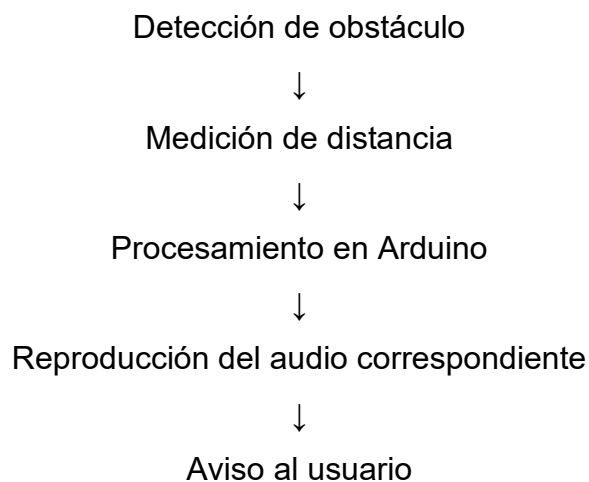 Detección de obstáculo
↓
Medición de distancia
↓
Procesamiento en Arduino
↓
Reproducción del audio correspondiente
↓
Aviso al usuario